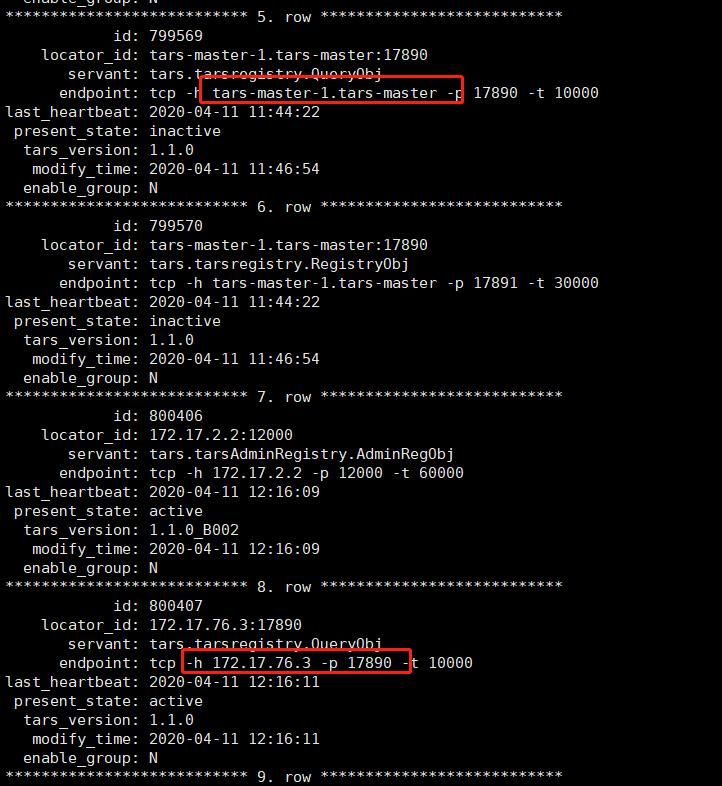 enable_group: N
*************************** 5. row ***************************
id: 799569
locator_id: tars-master-1.tars-master:17890
servant: tars.tarsregistry.QueryObj
endpoint: tcp -h tars-master-1.tars-master -p 17890 -t 10000
last_heartbeat: 2020-04-11 11:44:22
present_state: inactive
tars_version: 1.1.0
modify_time: 2020-04-11 11:46:54
enable_group: N
*************************** 6. row ***************************
id: 799570
locator_id: tars-master-1.tars-master:17890
servant: tars.tarsregistry.RegistryObj
endpoint: tcp -h tars-master-1.tars-master -p 17891 -t 30000
last_heartbeat: 2020-04-11 11:44:22
present_state: inactive
tars_version: 1.1.0
modify_time: 2020-04-11 11:46:54
enable_group: N
*************************** 7. row ***************************
id: 800406
locator_id: 172.17.2.2:12000
servant: tars.tarsAdminRegistry.AdminRegObj
endpoint: tcp -h 172.17.2.2 -p 12000 -t 60000
last_heartbeat: 2020-04-11 12:16:09
present_state: active
tars_version: 1.1.0_B002
modify_time: 2020-04-11 12:16:09
enable_group: N
*************************** 8. row ***************************
id: 800407
locator_id: 172.17.76.3:17890
servant: tars.tarsregistry.QueryObj
endpoint: tcp -h 172.17.76.3 -p 17890 -t 10000
last_heartbeat: 2020-04-11 12:16:11
present_state: active
tars_version: 1.1.0
modify_time: 2020-04-11 12:16:11
enable_group: N
*************************** 9. row ***************************